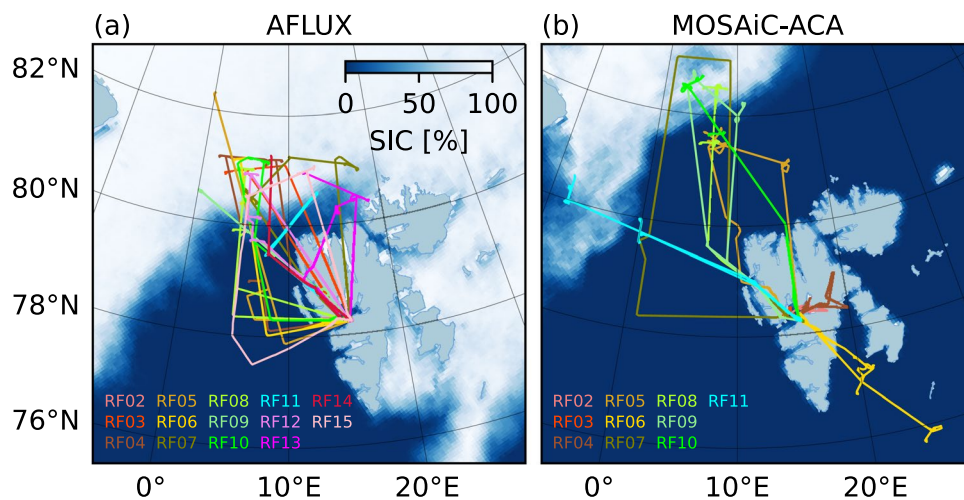 (a) AFLUX
(b) MOSAiC-ACA
82°N
80°N
78°N
76°N
0 50 100
SIC [%]
RF02 RF05 RF08 RF11 RF14
RF03 RF06 RF09 RF12 RF15
RF04 RF07 RF10 RF13
RF02 RF05 RF08 RF11
RF03 RF06 RF09
RF04 RF07 RF10
0° 10°E 20°E
0° 10°E 20°E